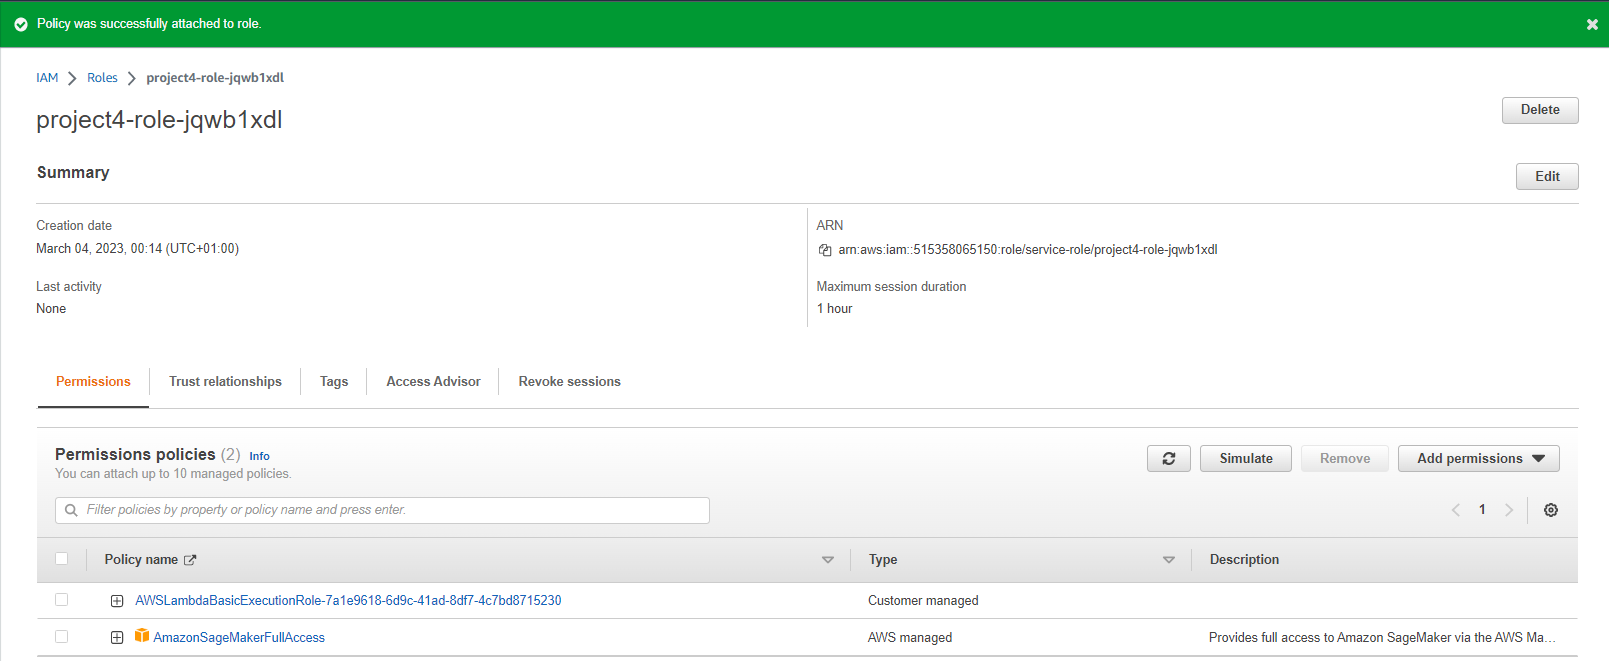 Policy was successfully attached to role.
IAM > Roles > project4-role-jqwb1xdl
project4-role-jqwb1xdl
Delete
Summary
Edit
Creation date
March 04, 2023, 00:14 (UTC+01:00)
ARN
arn:aws:iam::515358065150:role/service-role/project4-role-jqwb1xdl
Last activity
None
Maximum session duration
1 hour
Permissions Trust relationships Tags Access Advisor Revoke sessions
Permissions policies (2) Info
You can attach up to 10 managed policies.
Simulate Remove Add permissions
Filter policies by property or policy name and press enter.
1
Policy name Type Description
AWSLambdaBasicExecutionRole-7a1e9618-6d9c-41ad-8df7-4c7bd8715230 Customer managed
AmazonSageMakerFullAccess AWS managed Provides full access to Amazon SageMaker via the AWS Ma...